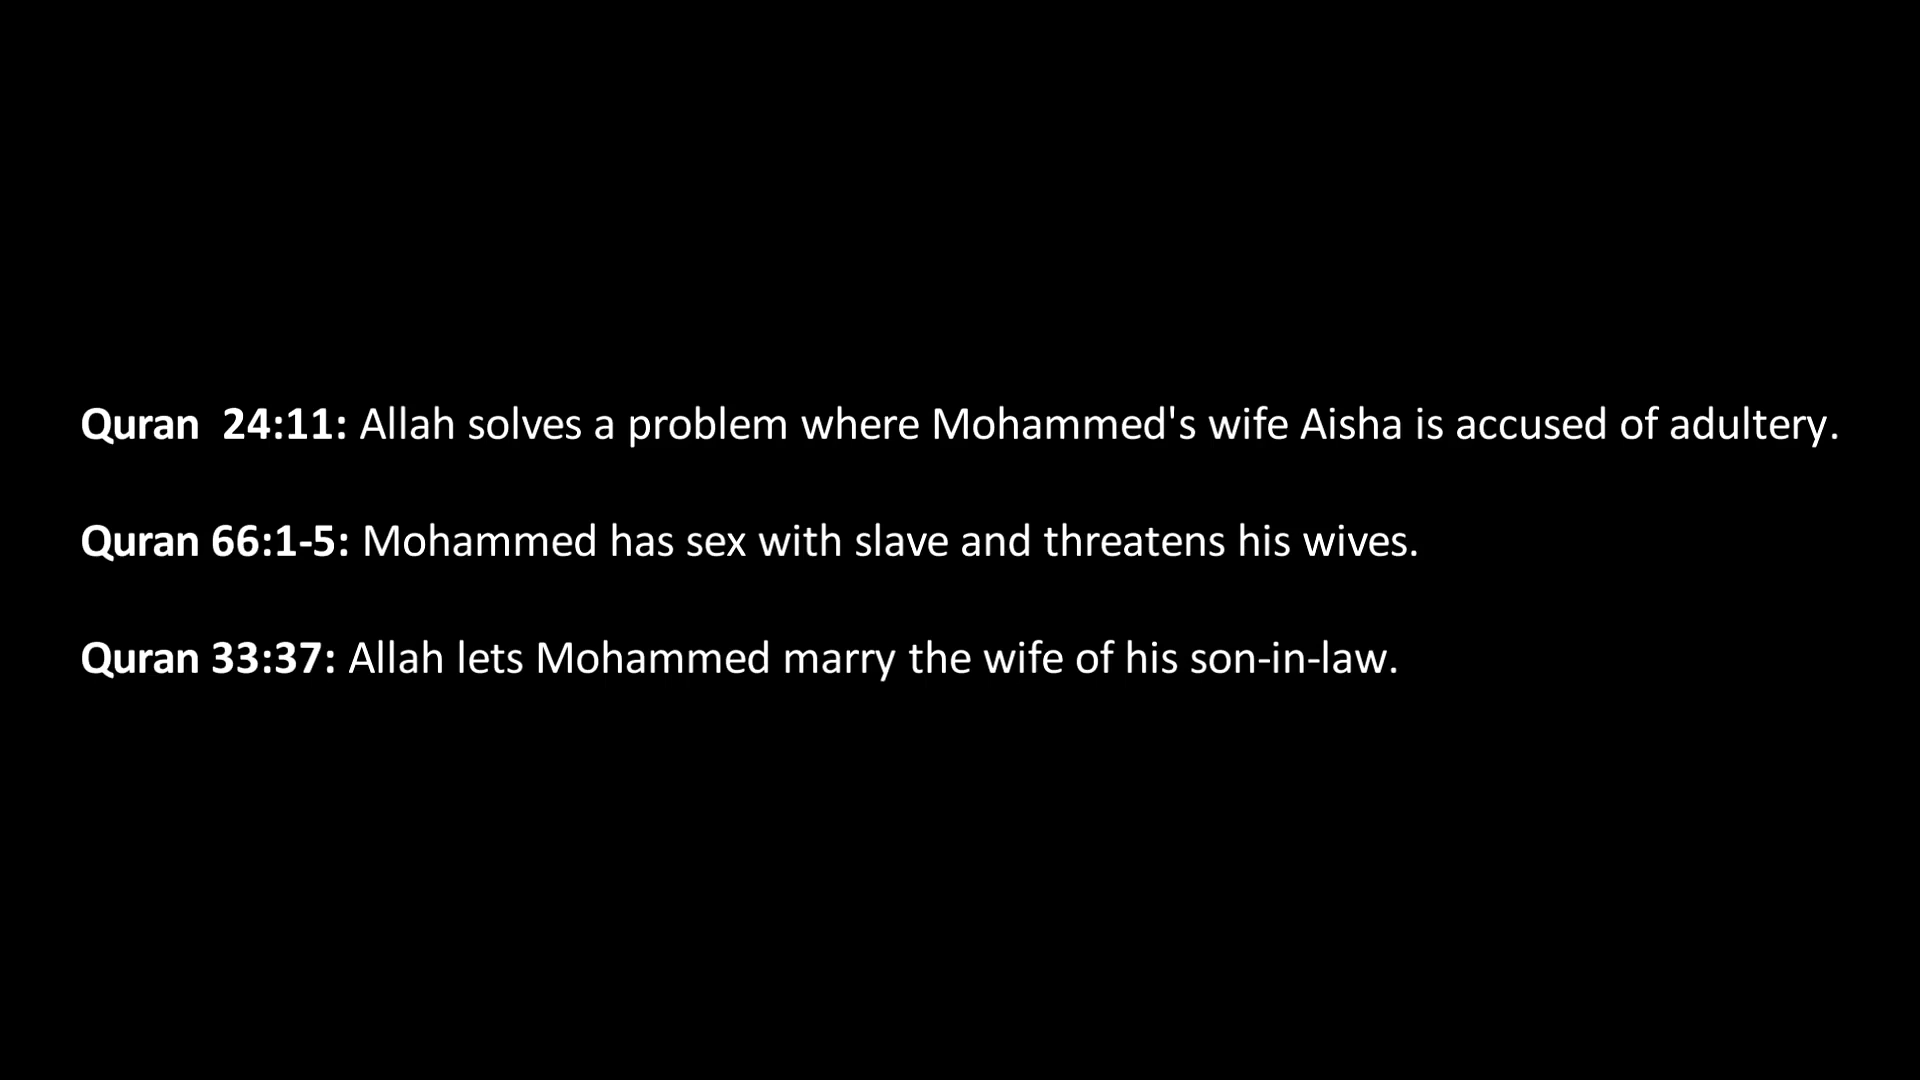 Quran  24:11: Allah solves a problem where Mohammed's wife Aisha is accused of adultery.
Quran 66:1-5: Mohammed has sex with slave and threatens his wives.
Quran 33:37: Allah lets Mohammed marry the wife of his son-in-law.